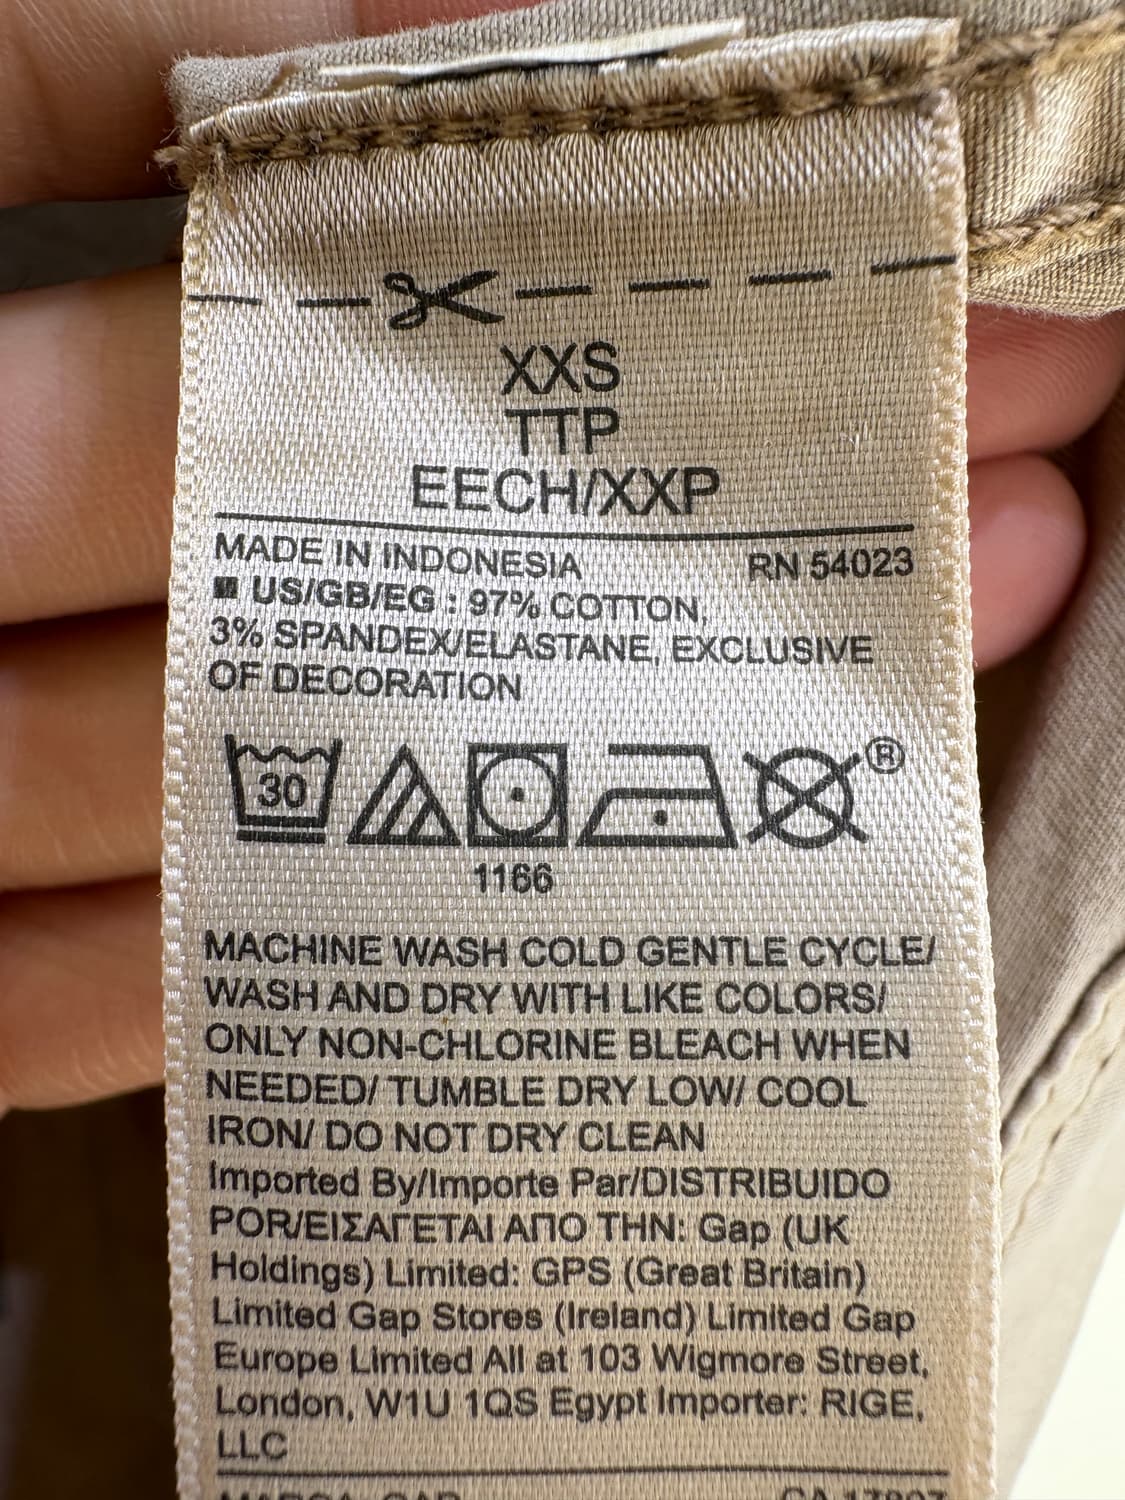 XXS
TTP
EECH/XXP
MADE IN INDONESIA RN 54023
■ US/GB/EG : 97% COTTON,
3% SPANDEX/ELASTANE, EXCLUSIVE
OF DECORATION
30
®
1166
MACHINE WASH COLD GENTLE CYCLE/
WASH AND DRY WITH LIKE COLORS/
ONLY NON-CHLORINE BLEACH WHEN
NEEDED/ TUMBLE DRY LOW/ COOL
IRON/ DO NOT DRY CLEAN
Imported By/Importe Par/DISTRIBUIDO
POR/ΕΙΣΑΓΕΤΑΙ ΑΠΟ ΤΗΝ: Gap (UK
Holdings) Limited: GPS (Great Britain)
Limited Gap Stores (Ireland) Limited Gap
Europe Limited All at 103 Wigmore Street,
London, W1U 1QS Egypt Importer: RIGE,
LLC